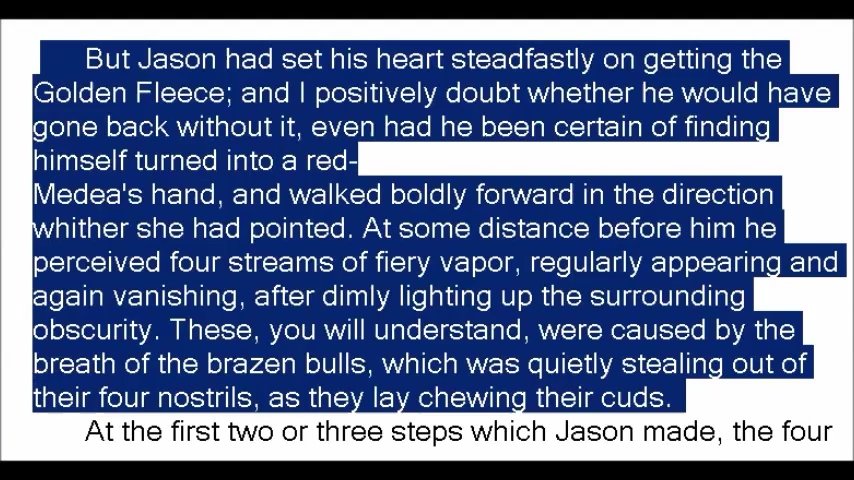 But Jason had set his heart steadfastly on getting the
Golden Fleece; and I positively doubt whether he would have
gone back without it, even had he been certain of finding
himself turned into a red-
Medea's hand, and walked boldly forward in the direction
whither she had pointed. At some distance before him he
perceived four streams of fiery vapor, regularly appearing and
again vanishing, after dimly lighting up the surrounding
obscurity. These, you will understand, were caused by the
breath of the brazen bulls, which was quietly stealing out of
their four nostrils, as they lay chewing their cuds.
At the first two or three steps which Jason made, the four